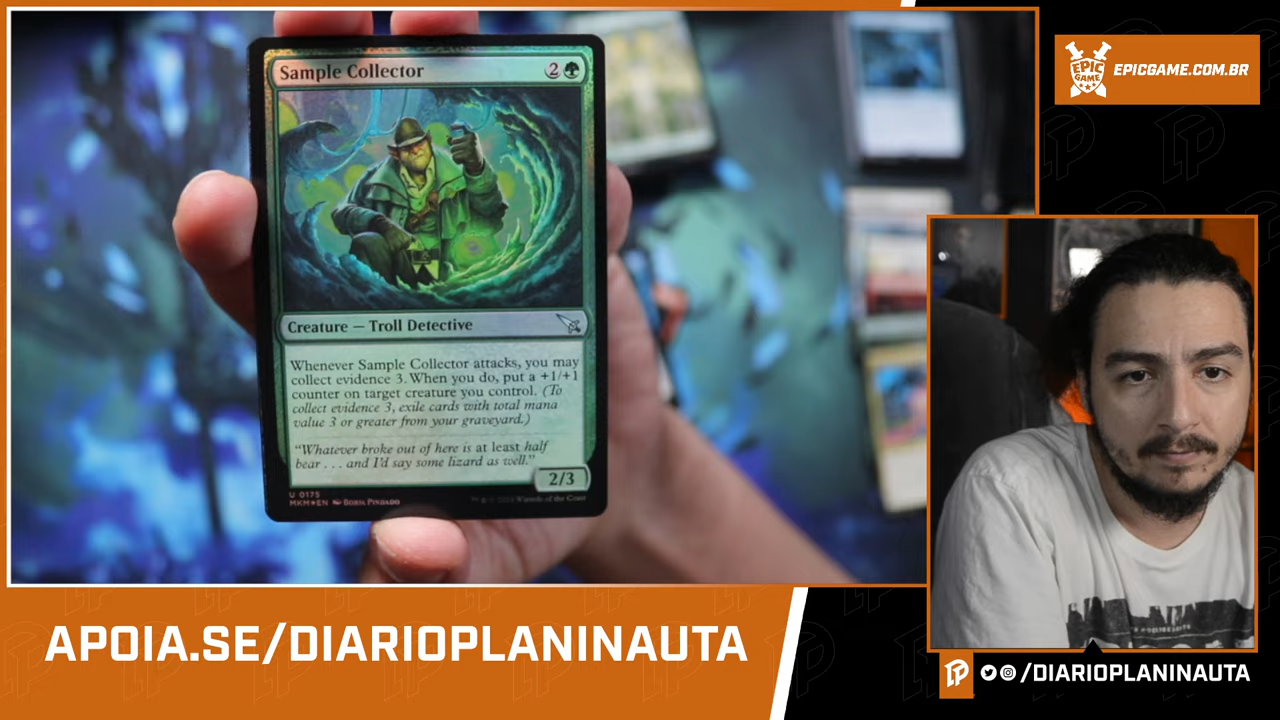 Sample Collector 2
Creature — Troll Detective
Whenever Sample Collector attacks, you may
collect evidence 3. When you do, put a +1/+1
counter on target creature you control. (To
collect evidence 3, exile cards with total mana
value 3 or greater from your graveyard.)
"Whatever broke out of here is at least half
bear . . . and I'd say some lizard as well."
2/3
U 0175
MKM★EN Borja Pindado
EPIC
GAME
EPICGAME.COM.BR
APOIA.SE/DIARIOPLANINAUTA
/DIARIOPLANINAUTA